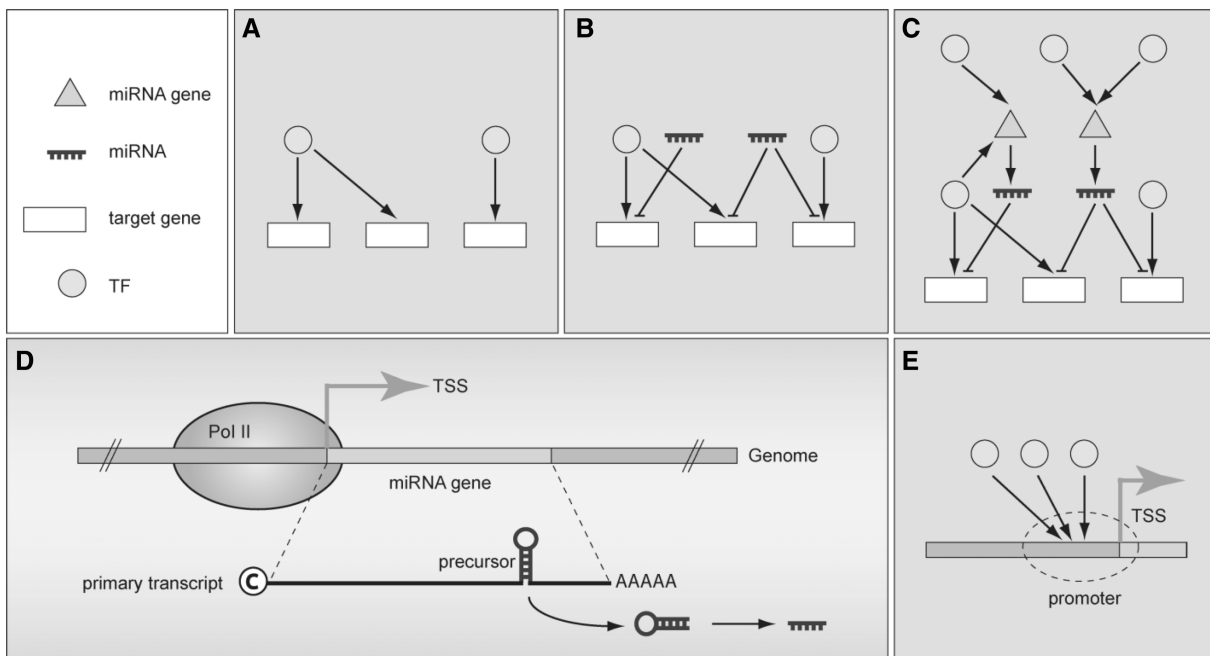 miRNA gene
miRNA
target gene
TF
A
B
C
D
TSS
Pol II
Genome
miRNA gene
precursor
primary transcript
C
AAAAA
E
TSS
promoter